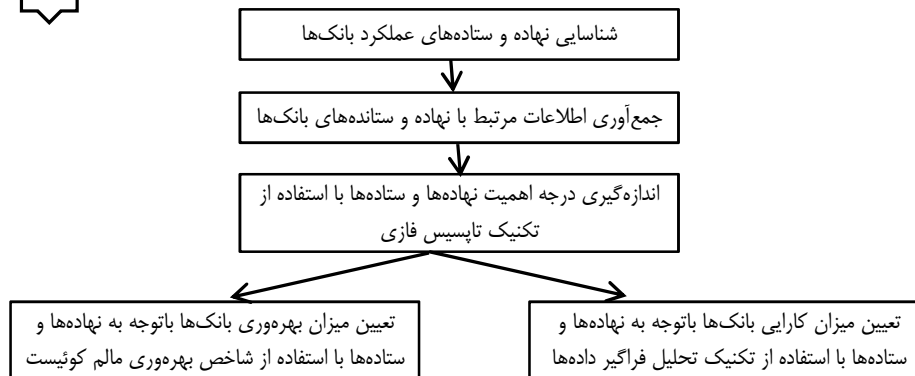 شناسایی نهاده و ستاده‌های عملکرد بانک‌ها
جمع‌آوری اطلاعات مرتبط با نهاده و ستانده‌های بانک‌ها
اندازه‌گیری درجه اهمیت نهاده‌ها و ستاده‌ها با استفاده از
تکنیک تاپسیس فازی
تعیین میزان کارایی بانک‌ها باتوجه به نهاده‌ها و
ستاده‌ها با استفاده از تکنیک تحلیل فراگیر داده‌ها
تعیین میزان بهره‌وری بانک‌ها باتوجه به نهاده‌ها و
ستاده‌ها با استفاده از شاخص بهره‌وری مالم کوئیست